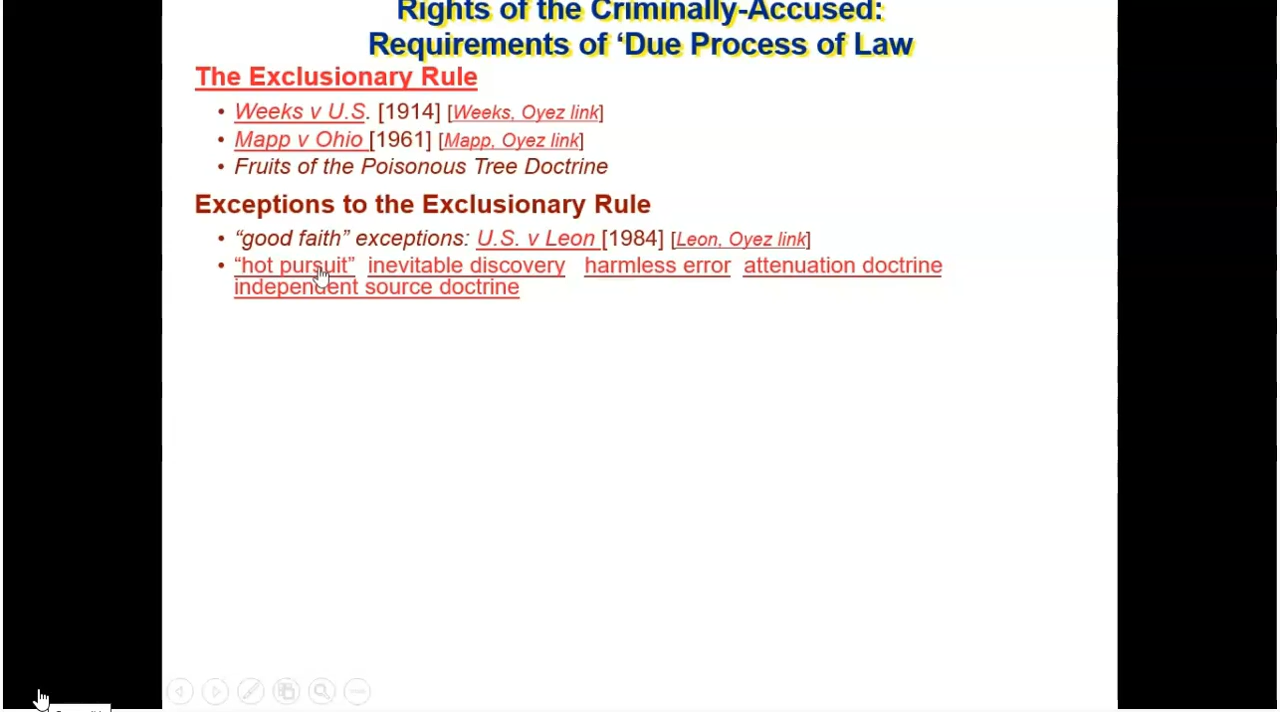 Rights of the Criminally-Accused:
Requirements of ‘Due Process of Law
The Exclusionary Rule
• Weeks v U.S. [1914] [Weeks, Oyez link]
• Mapp v Ohio [1961] [Mapp, Oyez link]
• Fruits of the Poisonous Tree Doctrine
Exceptions to the Exclusionary Rule
• “good faith” exceptions: U.S. v Leon [1984] [Leon, Oyez link]
• “hot pursuit” inevitable discovery harmless error attenuation doctrine
independent source doctrine